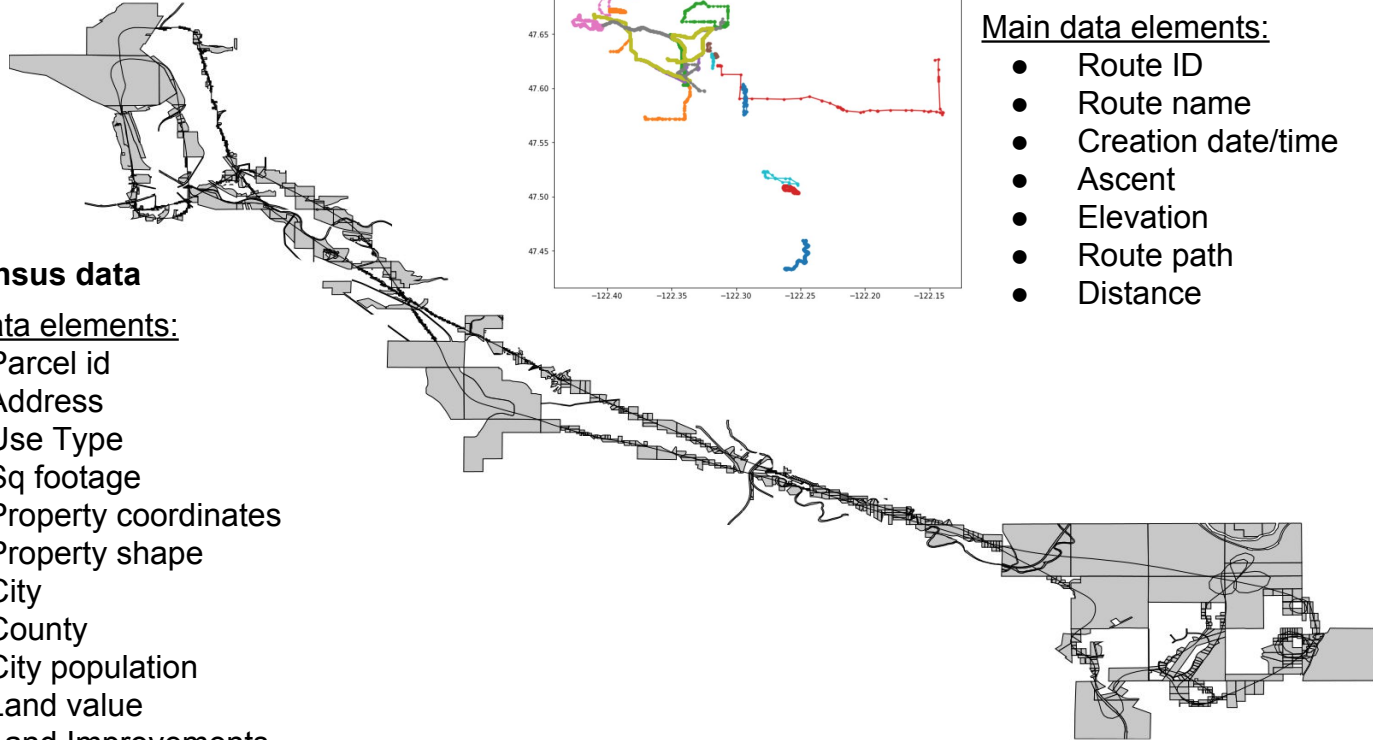 Main data elements:
● Route ID
● Route name
● Creation date/time
● Ascent
● Elevation
● Route path
● Distance
47.65
47.60
47.55
47.50
47.45
−122.40 −122.35 −122.30 −122.25 −122.20 −122.15
nsus data
ata elements:
Parcel id
Address
Use Type
Sq footage
Property coordinates
Property shape
City
County
City population
Land value
Land Improvements